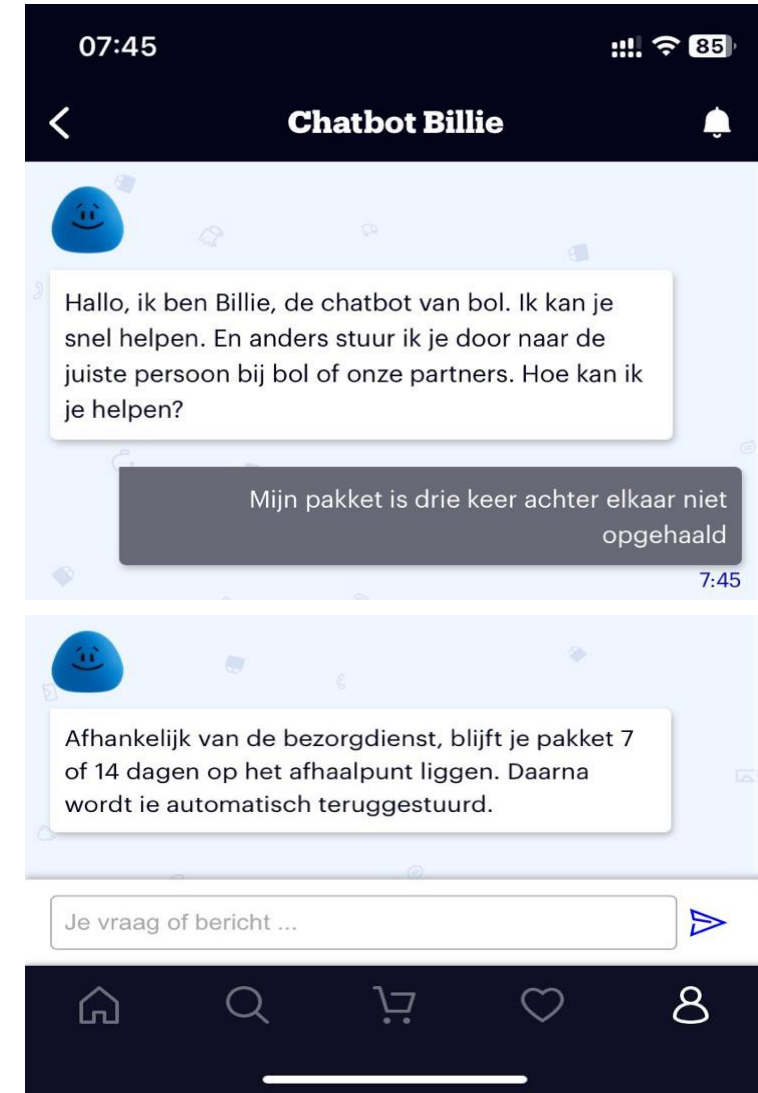 07:45
85
Chatbot Billie
Hallo, ik ben Billie, de chatbot van bol. Ik kan je
snel helpen. En anders stuur ik je door naar de
juiste persoon bij bol of onze partners. Hoe kan ik
je helpen?
Mijn pakket is drie keer achter elkaar niet
opgehaald
7:45
Afhankelijk van de bezorgdienst, blijft je pakket 7
of 14 dagen op het afhaalpunt liggen. Daarna
wordt ie automatisch teruggestuurd.
Je vraag of bericht ...